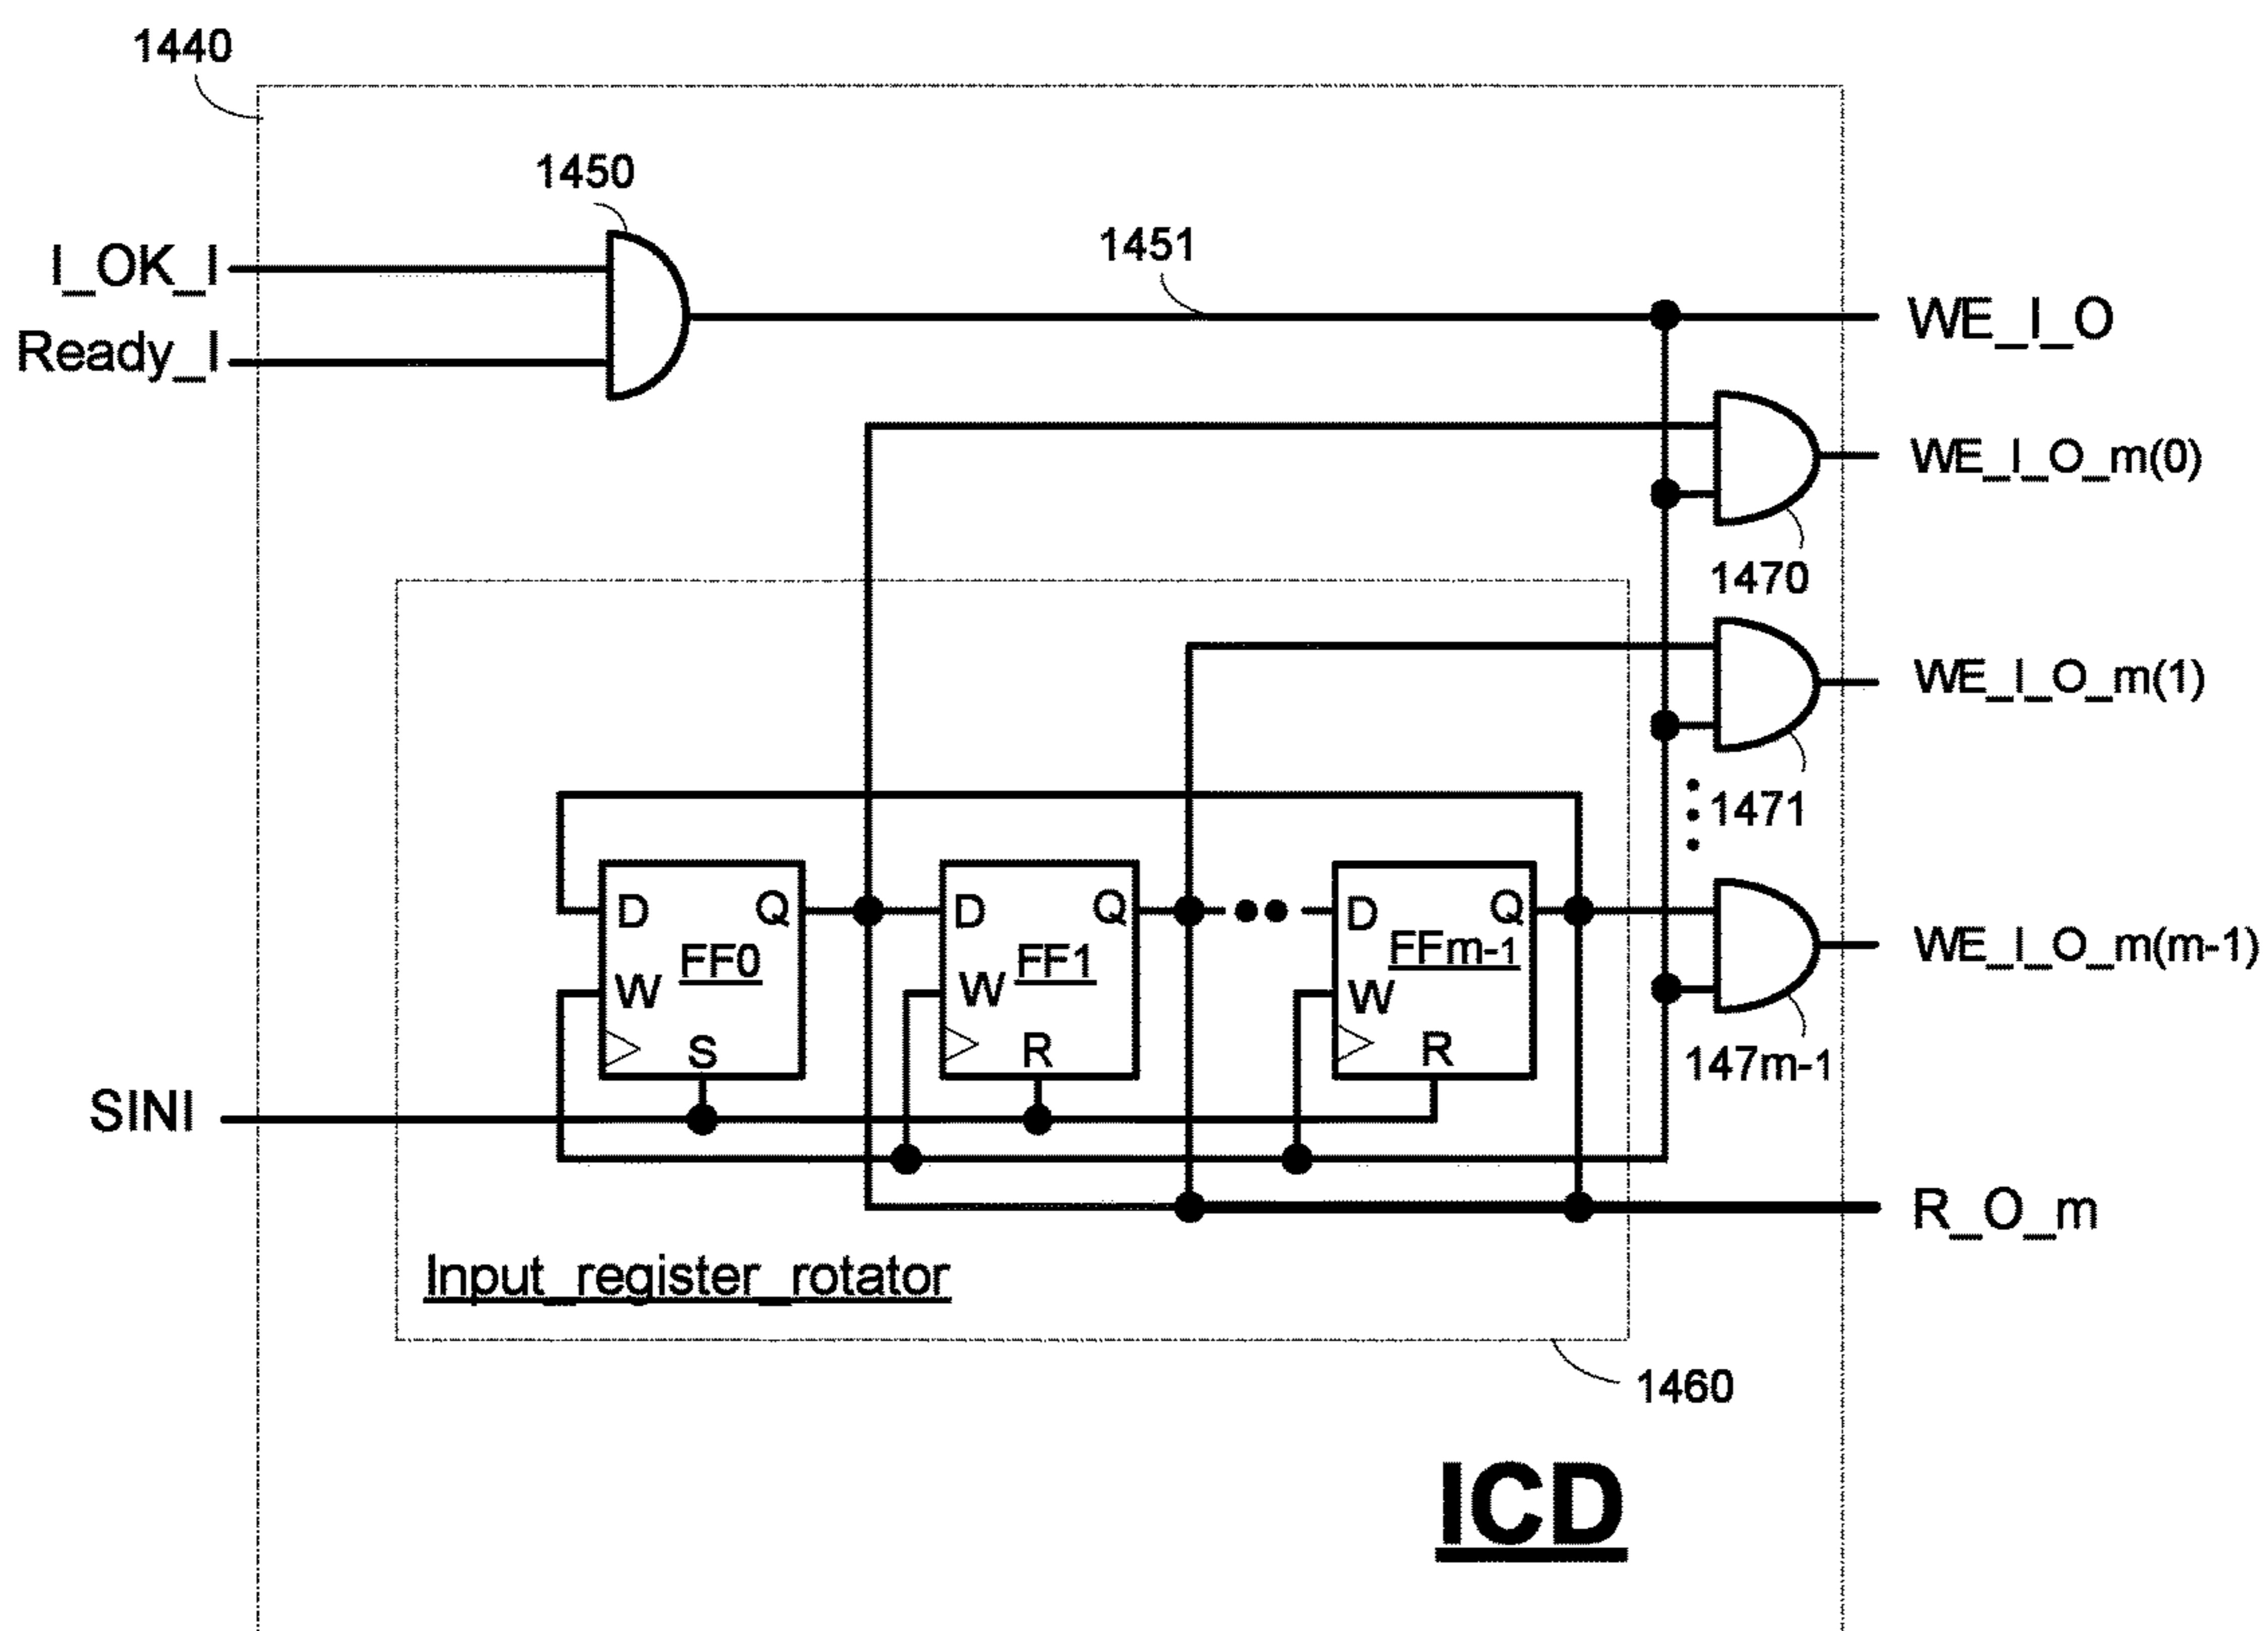 1440
1450
I_OK_I
1451
WE_I_O
Ready_I
WE_I_O_m(0)
1470
WE_I_O_m(1)
1471
D Q D Q D Q
FF0 FF1 FFm-1
WE_I_O_m(m-1)
W W W
S R R
147m-1
SINI
R_O_m
Input_register_rotator
1460
ICD